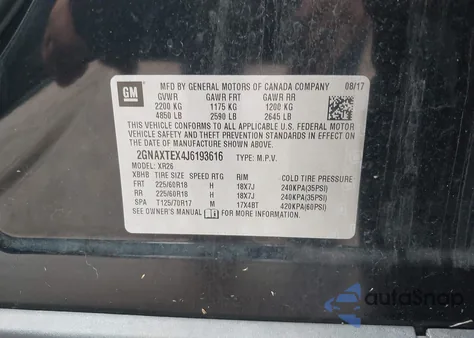 GM
MFD BY GENERAL MOTORS OF CANADA COMPANY 08/17
GVWR GAWR FRT GAWR RR
2200 KG 1175 KG 1200 KG
4850 LB 2590 LB 2645 LB
THIS VEHICLE CONFORMS TO ALL APPLICABLE U.S. FEDERAL
MOTOR VEHICLE SAFETY AND THEFT PREVENTION STANDARDS IN EFFECT
ON THE DATE OF MANUFACTURE SHOWN ABOVE.
2GNAXTEX4J6193616 TYPE: M.P.V.
MODEL: XR26
XBHB TIRE SIZE SPEED RTG RIM COLD TIRE PRESSURE
FRT 225/60R18 H 18X7J 240KPA(35PSI)
RR 225/60R18 H 18X7J 240KPA(35PSI)
SPA T125/70R17 M 17X4BT 420KPA(60PSI)
SEE OWNER'S MANUAL FOR MORE INFORMATION.
AutoSnap